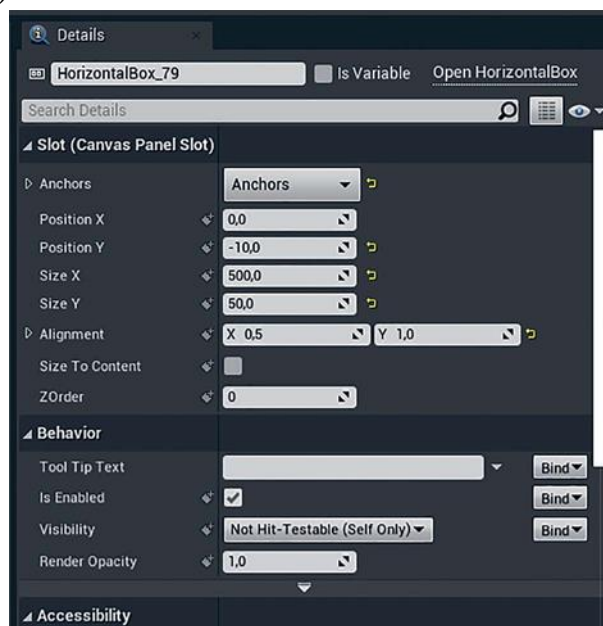 Details
HorizontalBox_79 Is Variable Open HorizontalBox
Search Details
Slot (Canvas Panel Slot)
Anchors Anchors
Position X 0,0
Position Y -10,0
Size X 500,0
Size Y 50,0
Alignment X 0,5 Y 1,0
Size To Content
ZOrder 0
Behavior
Tool Tip Text Bind
Is Enabled Bind
Visibility Not Hit-Testable (Self Only) Bind
Render Opacity 1,0
Accessibility